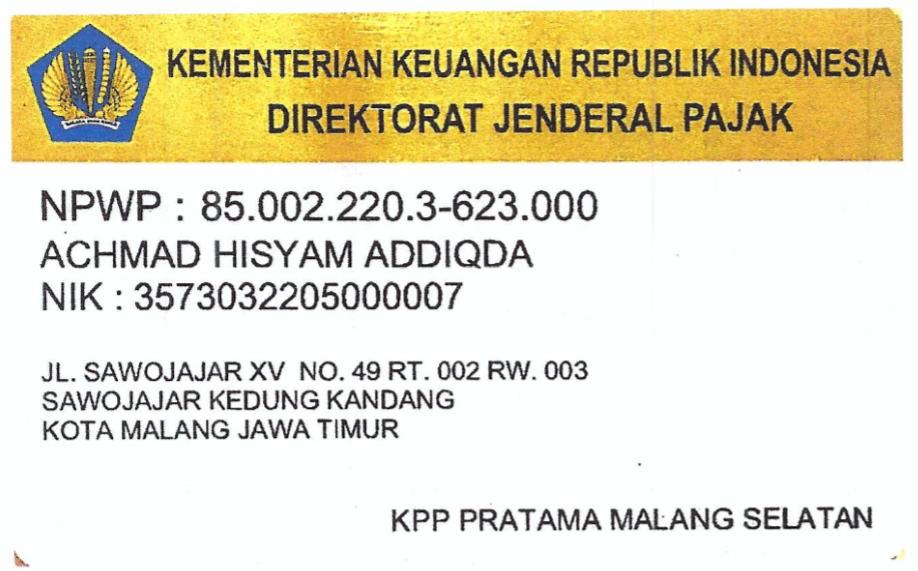 KEMENTERIAN KEUANGAN REPUBLIK INDONESIA
DIREKTORAT JENDERAL PAJAK
NPWP : 85.002.220.3-623.000
ACHMAD HISYAM ADDIQDA
NIK : 3573032205000007
JL. SAWOJAJAR XV NO. 49 RT. 002 RW. 003
SAWOJAJAR KEDUNG KANDANG
KOTA MALANG JAWA TIMUR
KPP PRATAMA MALANG SELATAN